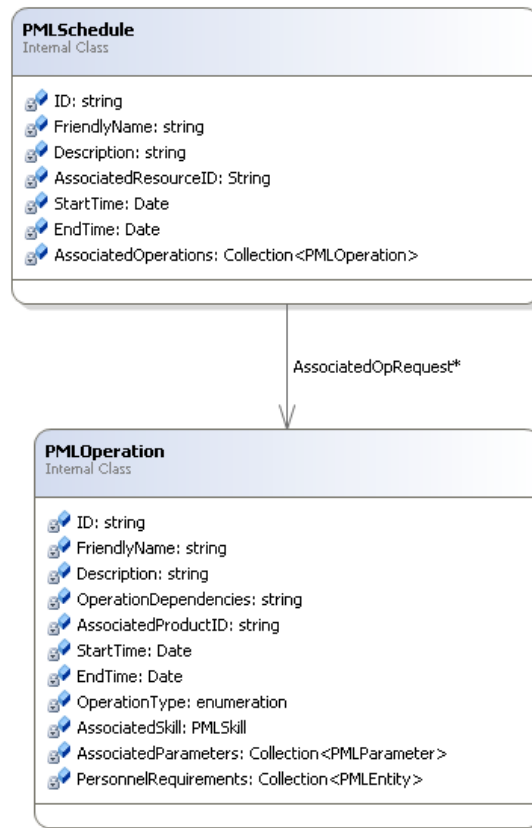 PMLSchedule
Internal Class
ID: string
FriendlyName: string
Description: string
AssociatedResourceID: String
StartTime: Date
EndTime: Date
AssociatedOperations: Collection<PMLOperation>
AssociatedOpRequest*
PMLOperation
Internal Class
ID: string
FriendlyName: string
Description: string
OperationDependencies: string
AssociatedProductID: string
StartTime: Date
EndTime: Date
OperationType: enumeration
AssociatedSkill: PMLSkill
AssociatedParameters: Collection<PMLParameter>
PersonnelRequirements: Collection<PMLEntity>